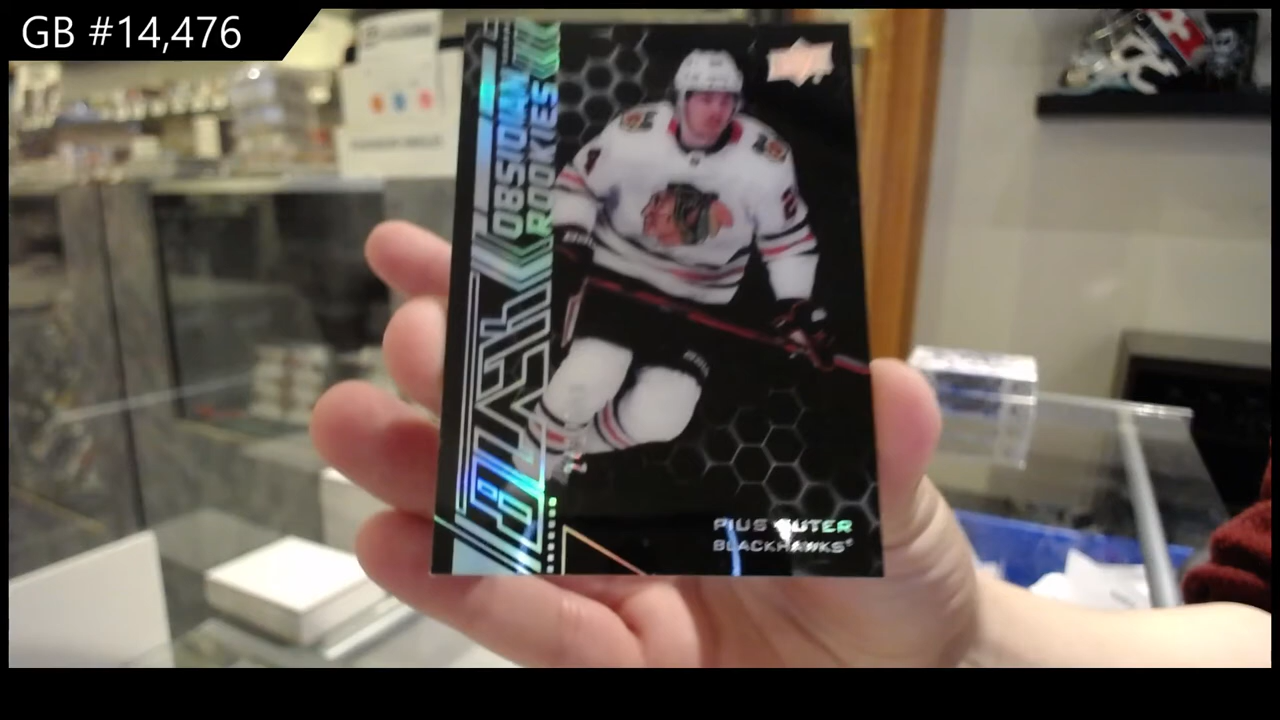 GB #14,476
OBSIDIAN
ROOKIES
PIUS SUTER
BLACKHAWKS